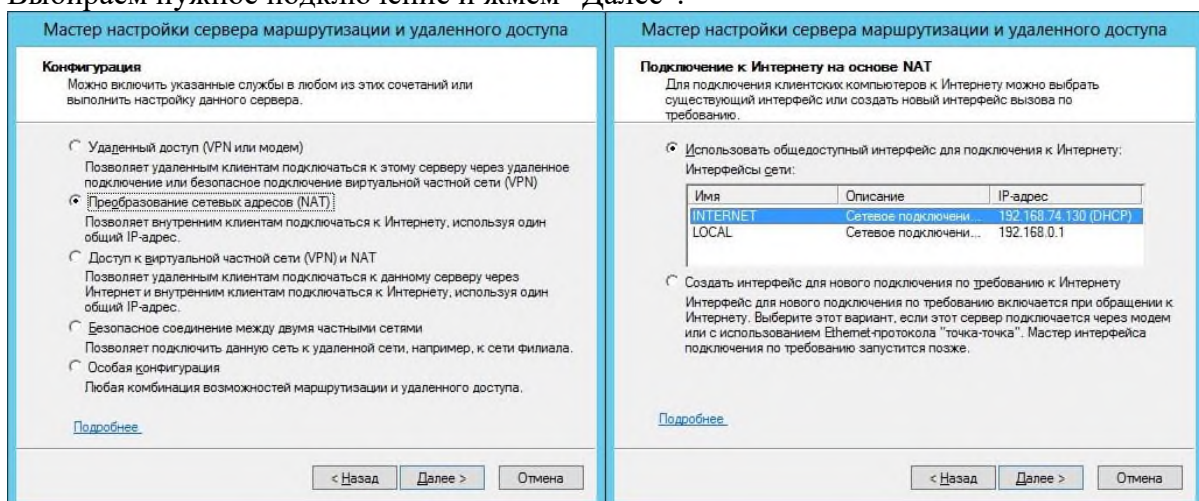 Выбираем нужное подключение и жмем "Далее":
Мастер настройки сервера маршрутизации и удаленного доступа
Конфигурация
Можно включить указанные службы в любом из этих сочетаний или
выполнить настройку данного сервера.
Удаленный доступ (VPN или модем)
Позволяет удаленным клиентам подключаться к этому серверу через удаленное
подключение или безопасное подключение виртуальной частной сети (VPN)
Преобразование сетевых адресов (NAT)
Позволяет внутренним клиентам подключаться к Интернету, используя один
общий IP-адрес.
Доступ к виртуальной частной сети (VPN) и NAT
Позволяет удаленным клиентам подключаться к данному серверу через
Интернет и внутренним клиентам подключаться к Интернету, используя один
общий IP-адрес.
Безопасное соединение между двумя частными сетями
Позволяет подключить данную сеть к удаленной сети, например, к сети филиала.
Особая конфигурация
Любая комбинация возможностей маршрутизации и удаленного доступа.
Подробнее
< Назад Далее > Отмена
Мастер настройки сервера маршрутизации и удаленного доступа
Подключение к Интернету на основе NAT
Для подключения клиентских компьютеров к Интернету можно выбрать
существующий интерфейс или создать новый интерфейс вызова по
требованию.
Использовать общедоступный интерфейс для подключения к Интернету:
Интерфейсы сети:
Имя Описание IP-адрес
INTERNET Сетевое подключени... 192.168.74.130 (DHCP)
LOCAL Сетевое подключени... 192.168.0.1
Создать интерфейс для нового подключения по требованию к Интернету
Интерфейс для нового подключения по требованию включается при обращении к
Интернету. Выберите этот вариант, если этот сервер подключается через модем
или с использованием Ethernet-протокола "точка-точка". Мастер интерфейса
подключения по требованию запустится позже.
Подробнее
< Назад Далее > Отмена